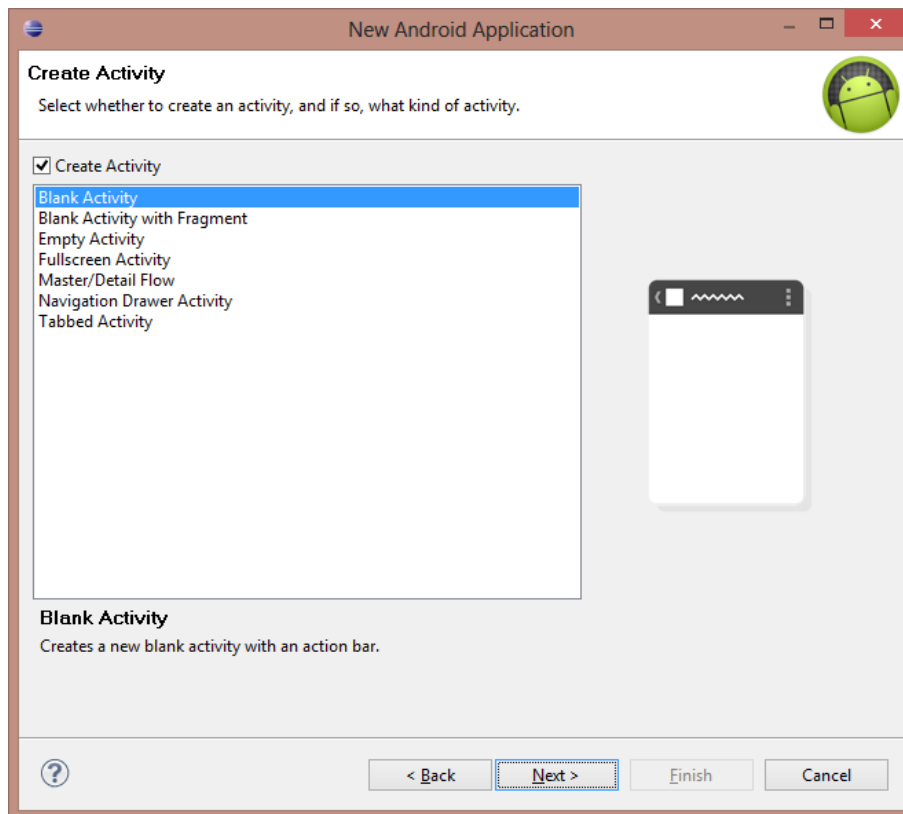 New Android Application
Create Activity
Select whether to create an activity, and if so, what kind of activity.
Create Activity
Blank Activity
Blank Activity with Fragment
Empty Activity
Fullscreen Activity
Master/Detail Flow
Navigation Drawer Activity
Tabbed Activity
Blank Activity
Creates a new blank activity with an action bar.
? < Back Next > Finish Cancel